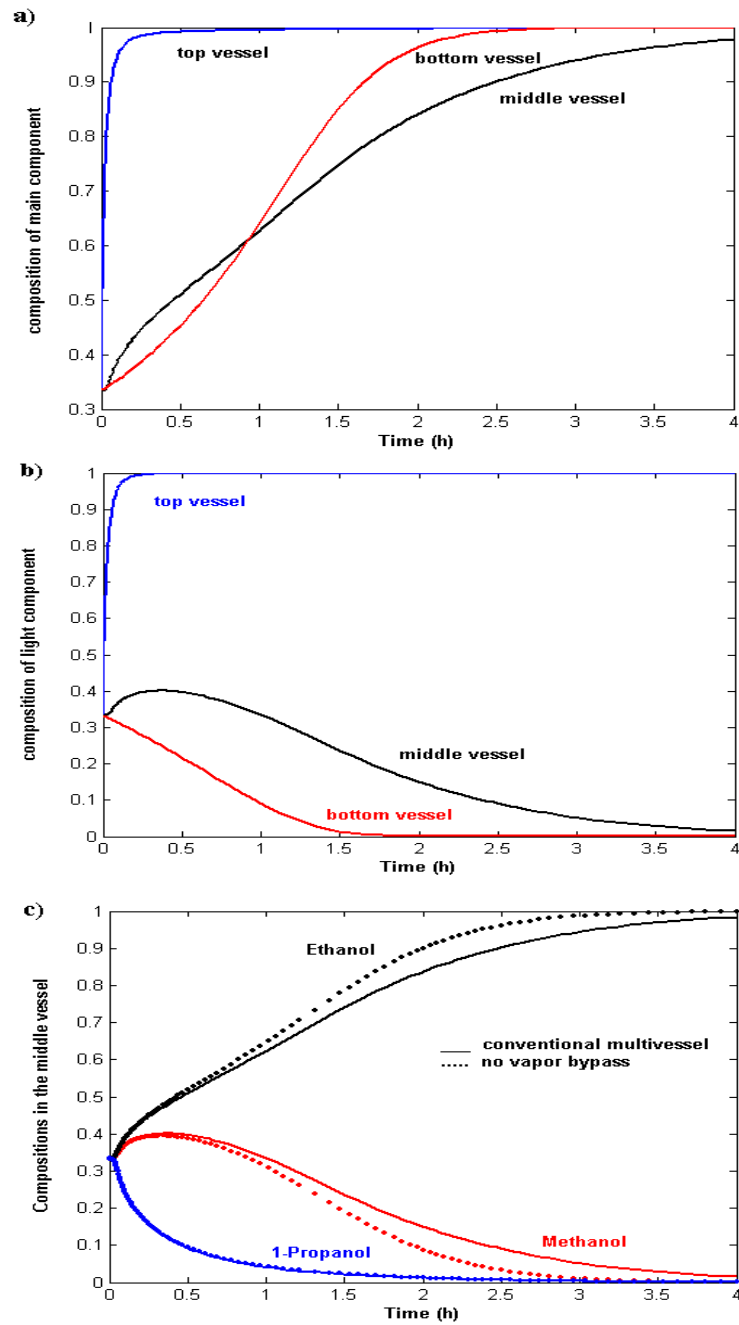 a)
1
0.9
0.8
0.7
0.6
0.5
0.4
0.3
top vessel
bottom vessel
middle vessel
composition of main component
0 0.5 1 1.5 2 2.5 3 3.5 4
Time (h)
b)
1
0.9
0.8
0.7
0.6
0.5
0.4
0.3
0.2
0.1
0
top vessel
middle vessel
bottom vessel
composition of light component
0 0.5 1 1.5 2 2.5 3 3.5 4
Time (h)
c)
1
0.9
0.8
0.7
0.6
0.5
0.4
0.3
0.2
0.1
0
Ethanol
conventional multivessel
no vapor bypass
1-Propanol
Methanol
Compositions in the middle vessel
0 0.5 1 1.5 2 2.5 3 3.5 4
Time (h)